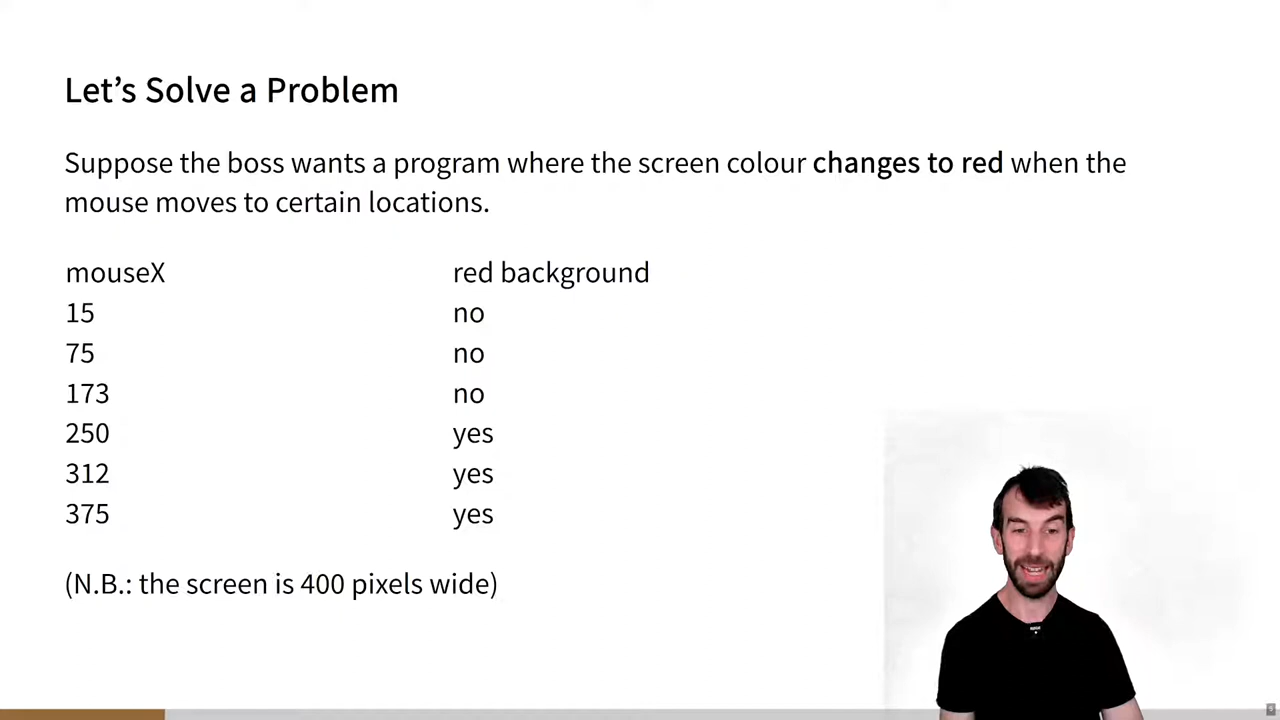 Let’s Solve a Problem
Suppose the boss wants a program where the screen colour changes to red when the
mouse moves to certain locations.
mouseX red background
15 no
75 no
173 no
250 yes
312 yes
375 yes
(N.B.: the screen is 400 pixels wide)
5